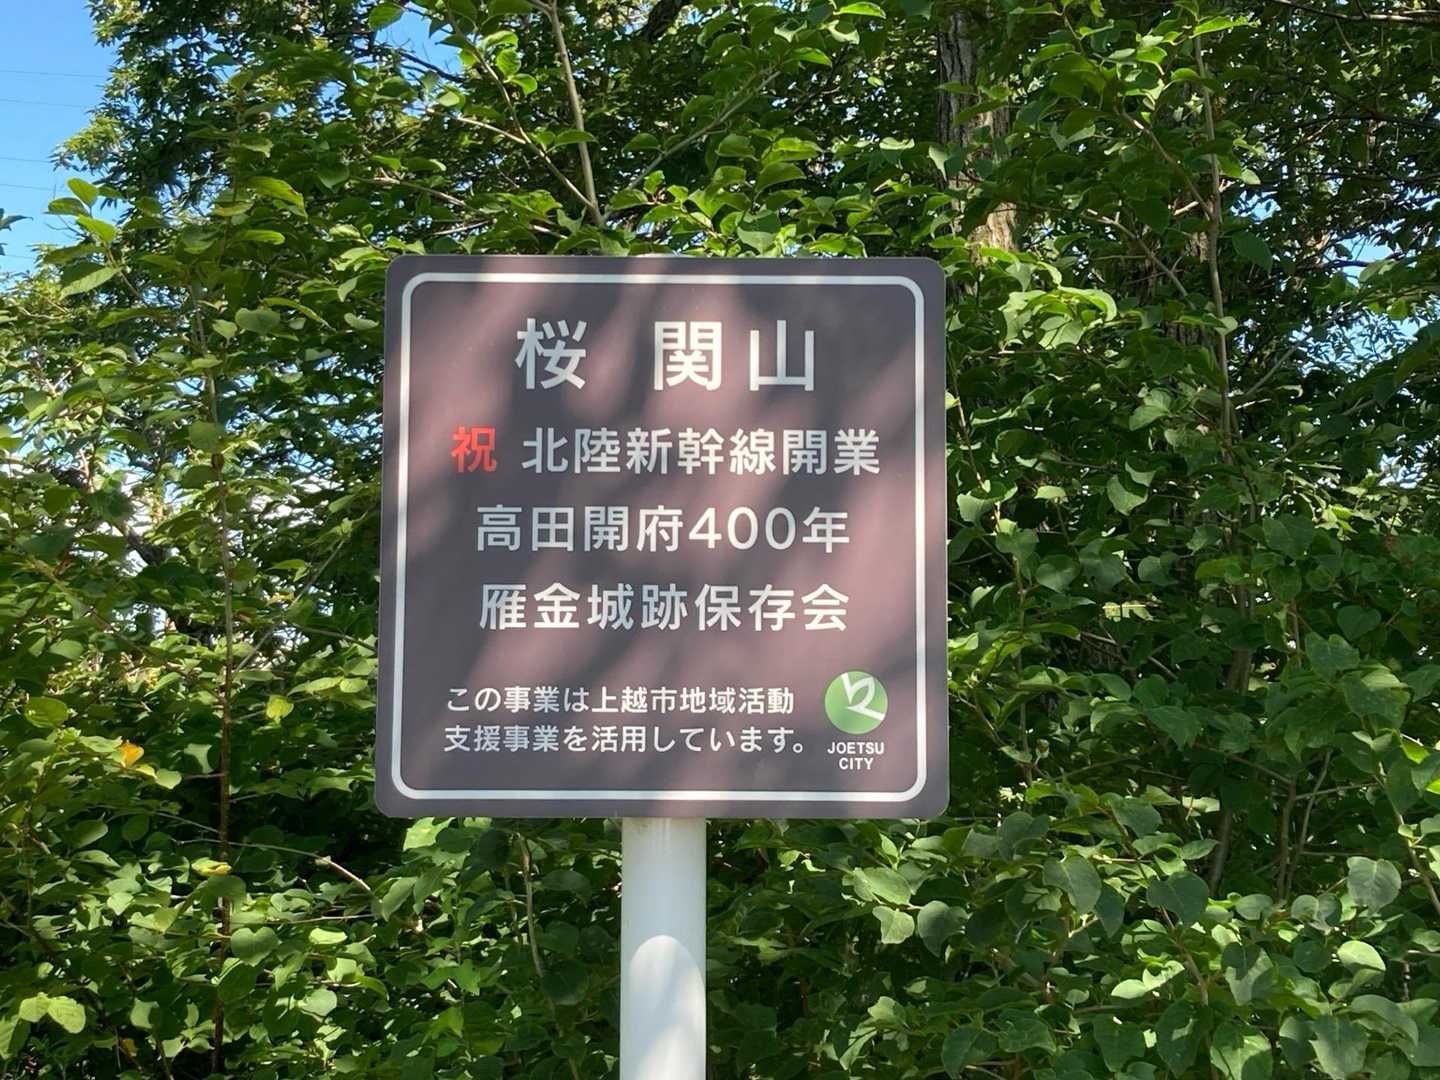 桜 関山
祝 北陸新幹線開業
高田開府400年
雁金城跡保存会
この事業は上越市地域活動
支援事業を活用しています。
JOETSU
CITY